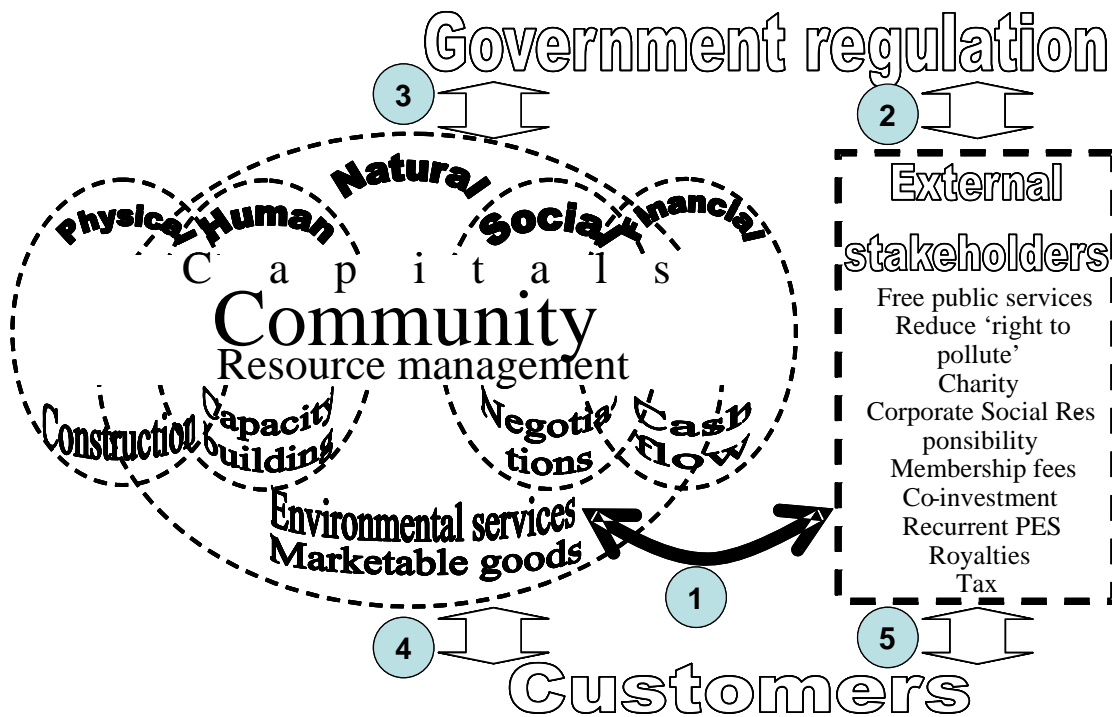 Government regulation
3
2
Natural
Physical
Human
Social
Financial
C a p i t a l s
Community
Resource management
Construction
Capacity
building
Negotia
tions
Cash
flow
Environmental services
Marketable goods
External
stakeholders
Free public services
Reduce ‘right to
pollute’
Charity
Corporate Social Res
ponsibility
Membership fees
Co-investment
Recurrent PES
Royalties
Tax
1
4
5
Customers